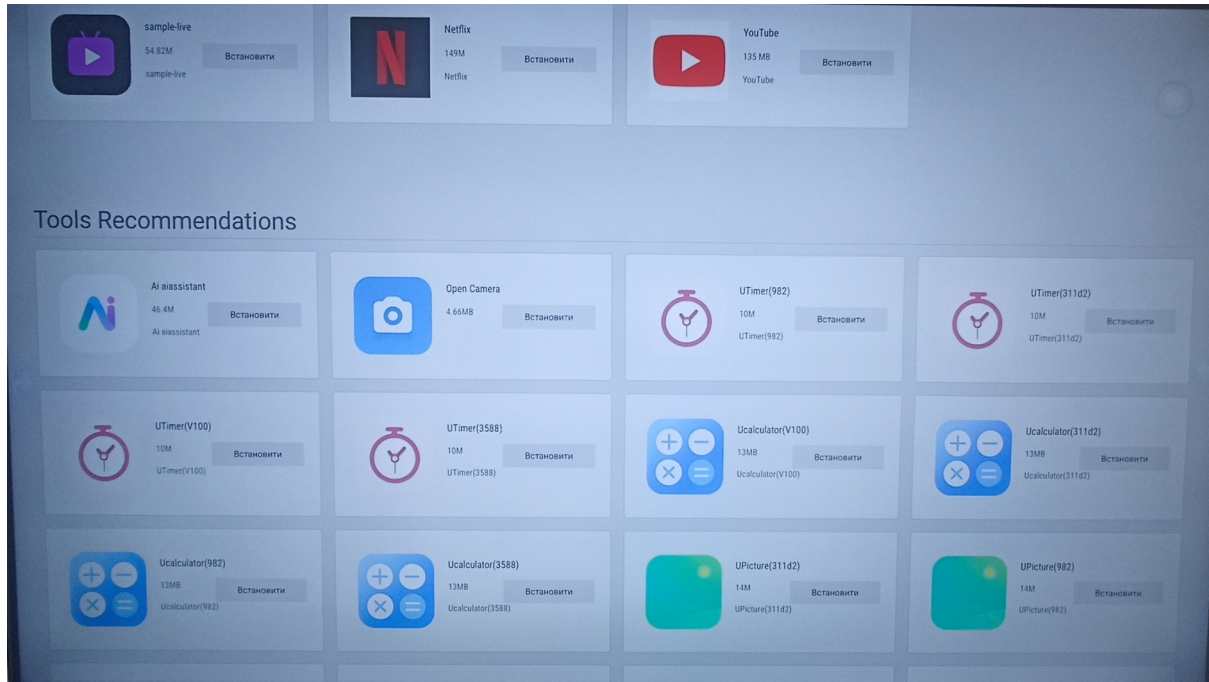 sample-live
54.82M
Встановити
sample-live
Netflix
149M
Встановити
Netflix
YouTube
135 MB
Встановити
YouTube
Tools Recommendations
Ai aiassistant
46.4M
Встановити
Ai aiassistant
Open Camera
4.66MB
Встановити
UTimer(982)
10M
Встановити
UTimer(982)
UTimer(311d2)
10M
Встановити
UTimer(311d2)
UTimer(V100)
10M
Встановити
UTimer(V100)
UTimer(3588)
10M
Встановити
UTimer(3588)
Ucalculator(V100)
13MB
Встановити
Ucalculator(V100)
Ucalculator(311d2)
13MB
Встановити
Ucalculator(311d2)
Ucalculator(982)
13MB
Встановити
Ucalculator(982)
Ucalculator(3588)
13MB
Встановити
Ucalculator(3588)
UPicture(311d2)
14M
Встановити
UPicture(311d2)
UPicture(982)
14M
Встановити
UPicture(982)